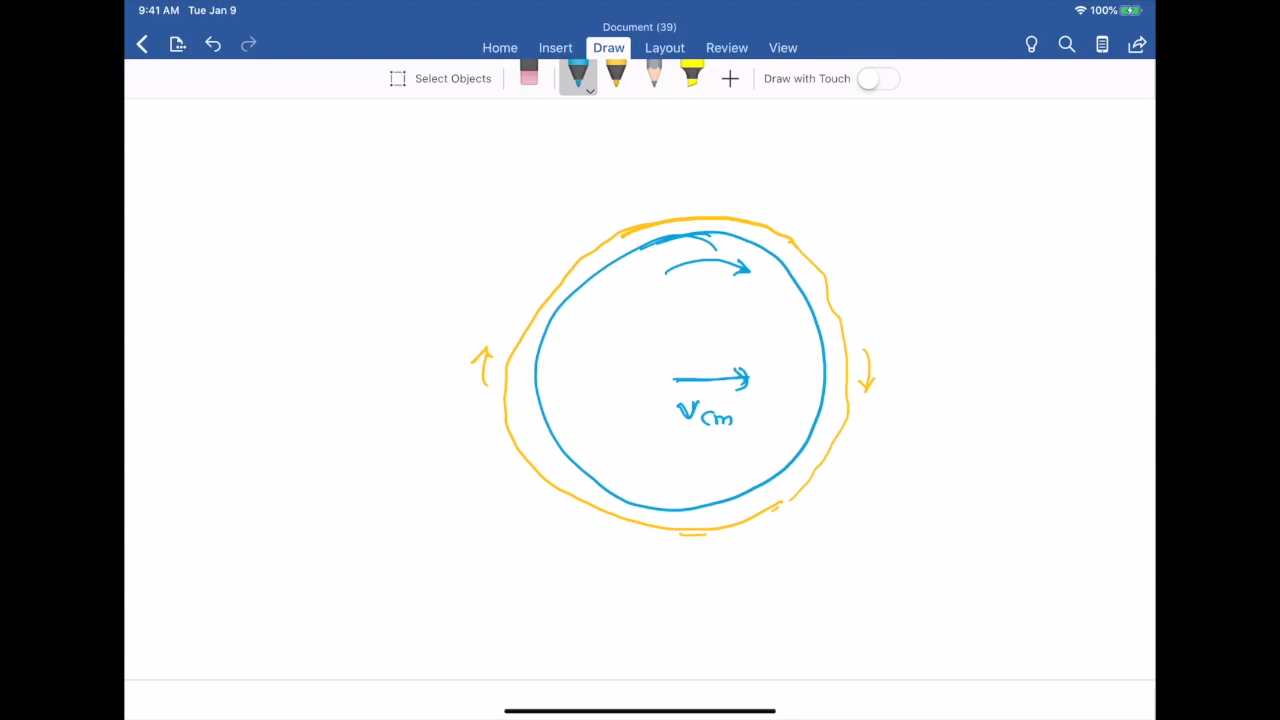 9:41 AM Tue Jan 9
100%
Document (39)
Home Insert Draw Layout Review View
Select Objects
Draw with Touch
Vcm